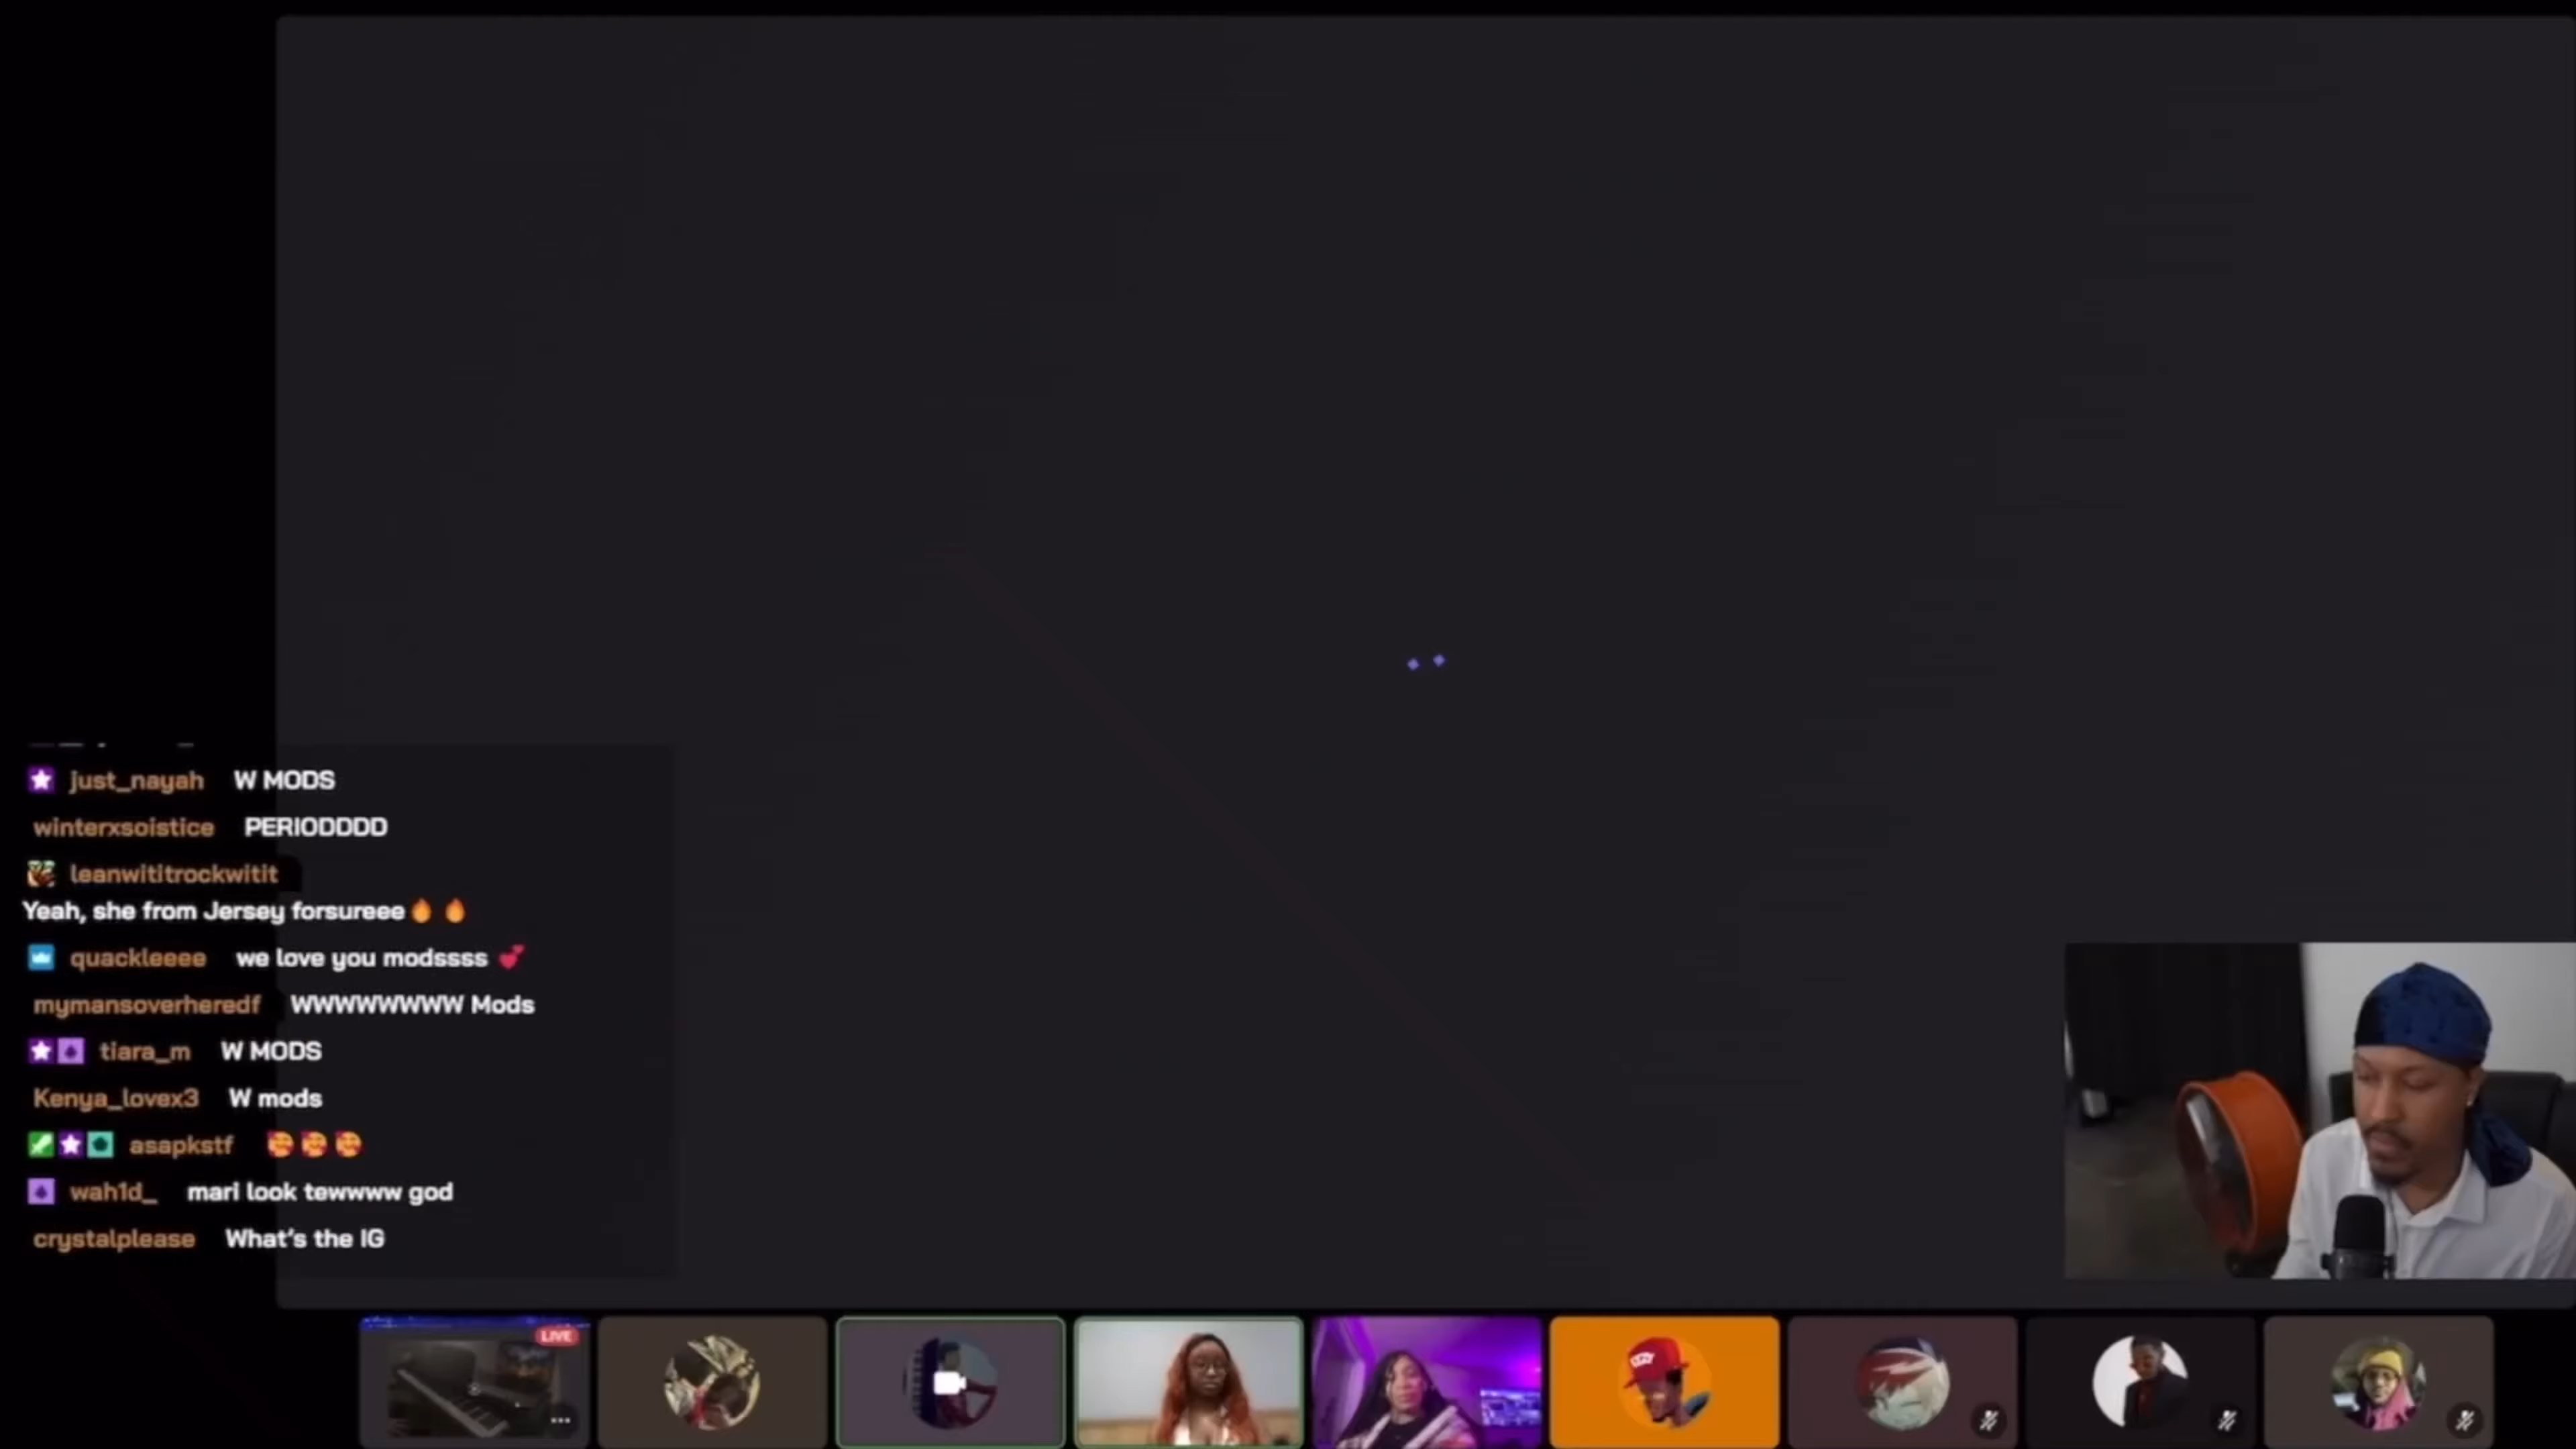 just_nayah W MODS
winterxsoistice PERIODDDD
leanwititrockwitit
Yeah, she from Jersey forsureee🔥 🔥
quackleeee we love you modssss 💕
mymansoverheredf WWWWWWWW Mods
tiara_m W MODS
Kenya_lovex3 W mods
asapkstf 🥰 🥰 🥰
wah1d_ mari look tewwww god
crystalplease What's the IG
LIVE